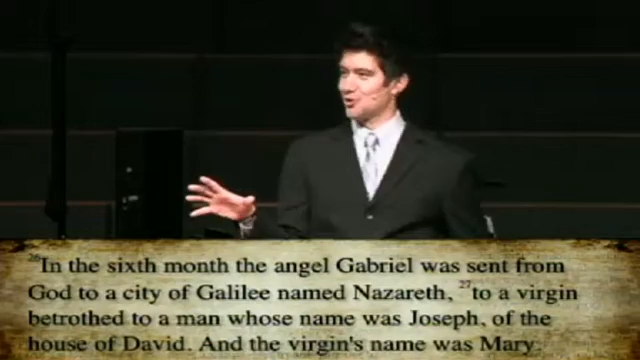 26In the sixth month the angel Gabriel was sent from
God to a city of Galilee named Nazareth, 27to a virgin
betrothed to a man whose name was Joseph, of the
house of David. And the virgin's name was Mary.